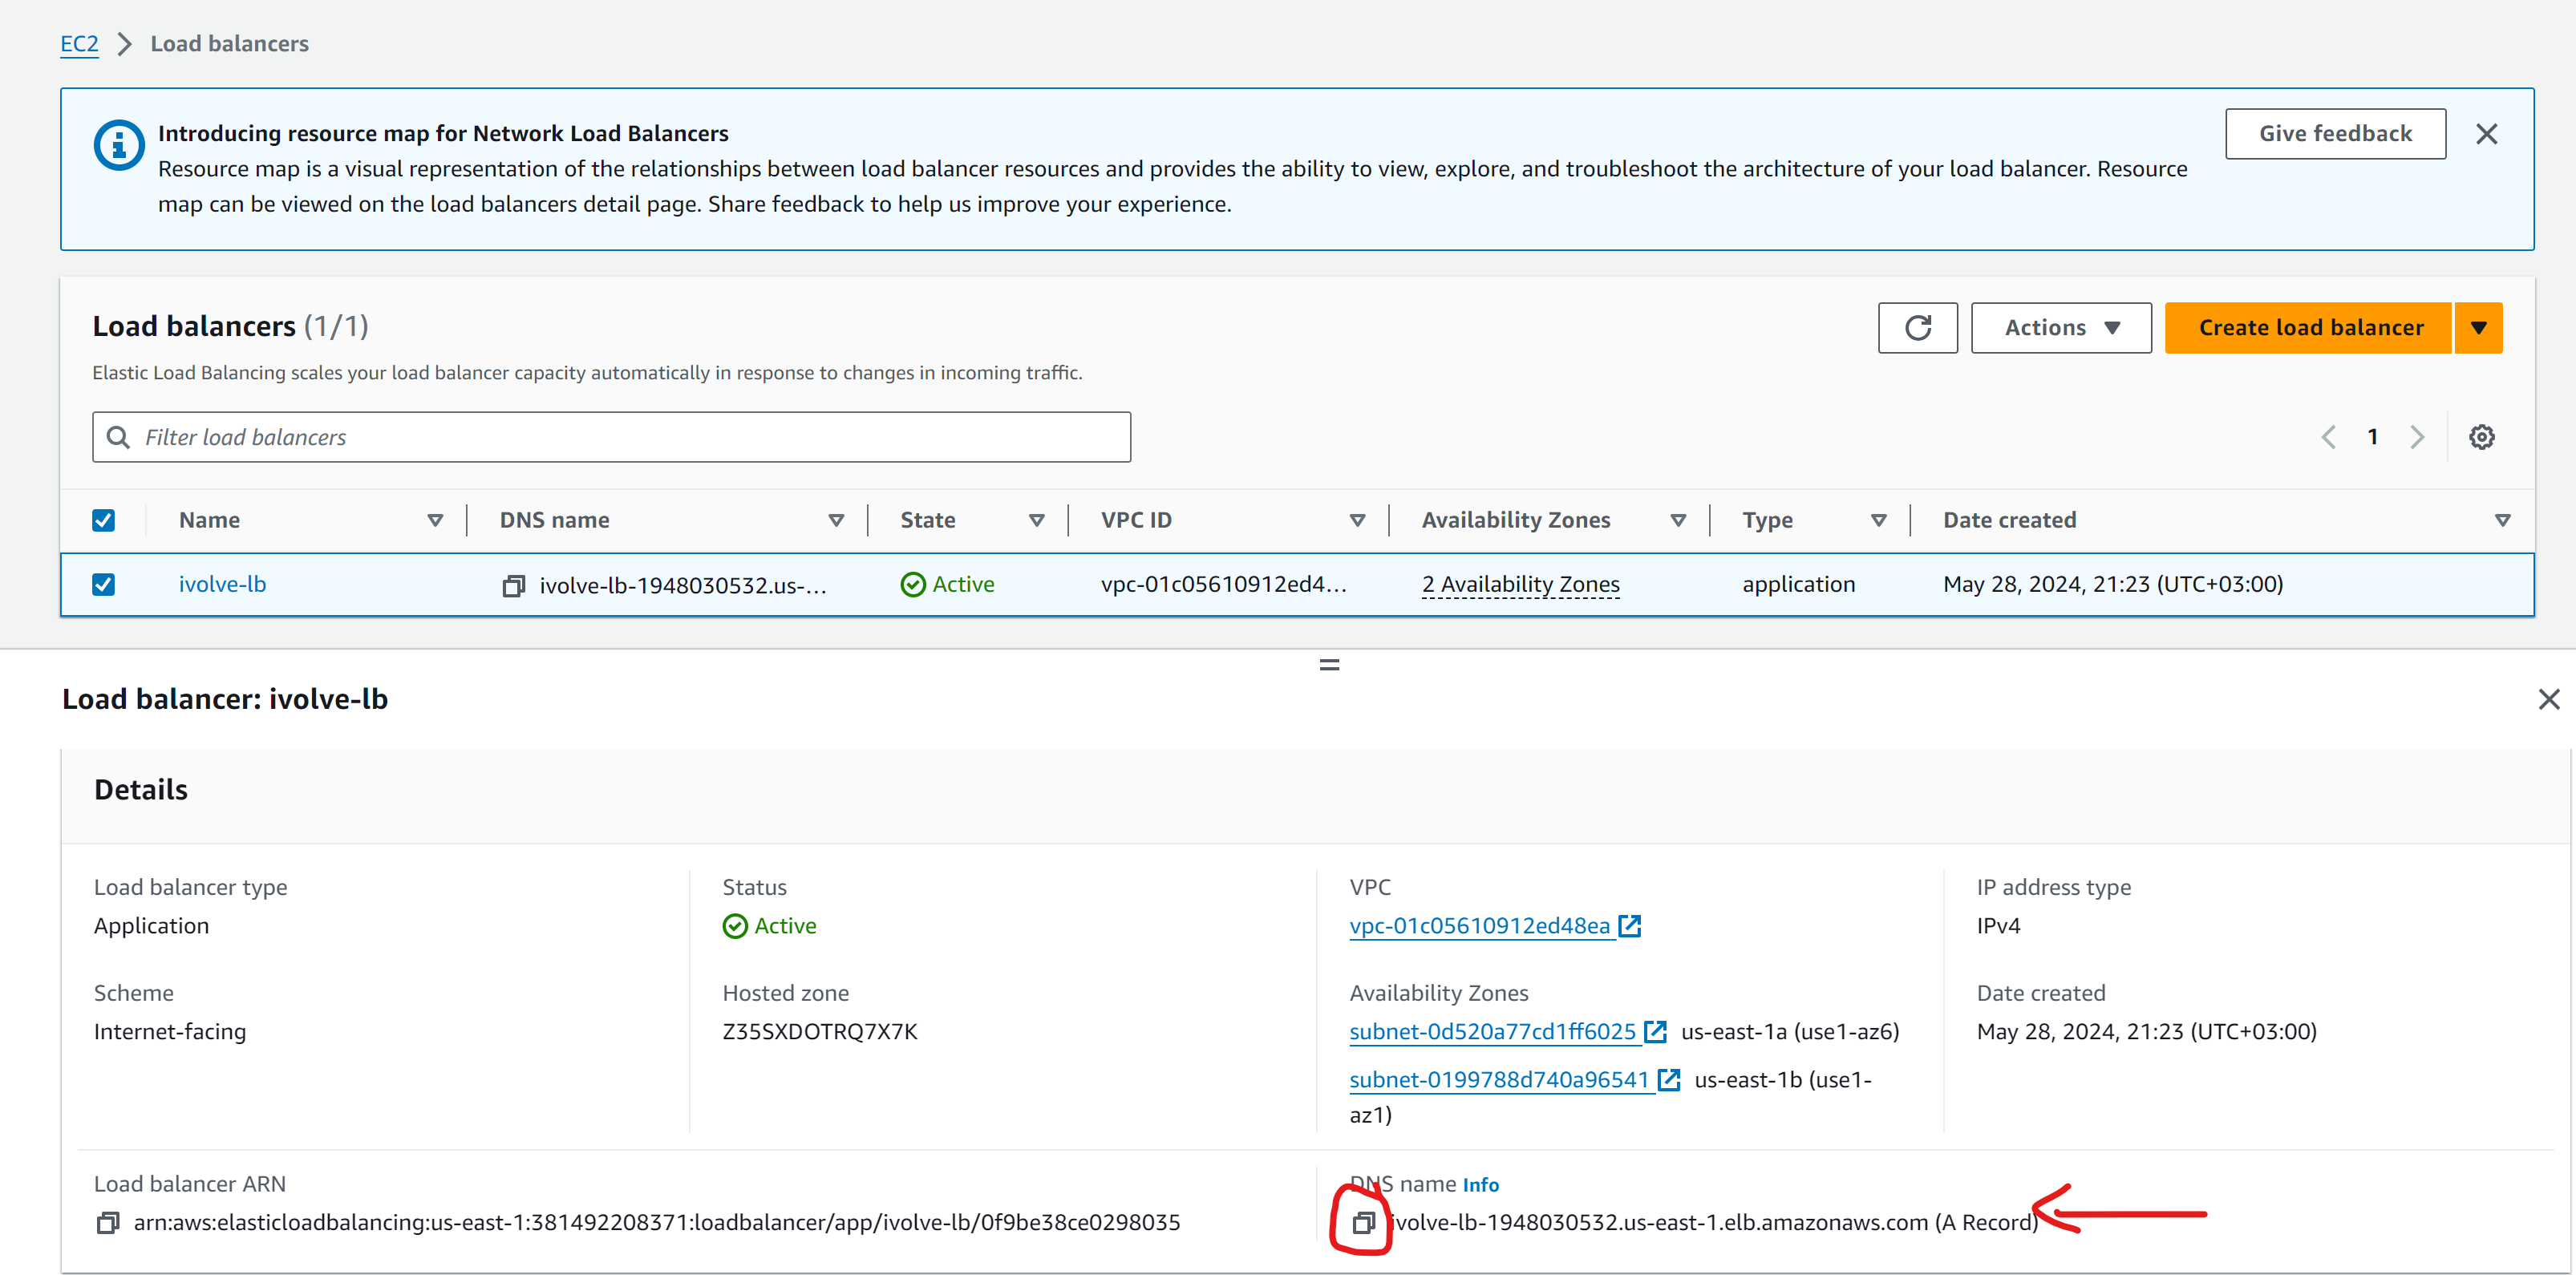 EC2 > Load balancers
Introducing resource map for Network Load Balancers
Give feedback
Resource map is a visual representation of the relationships between load balancer resources and provides the ability to view, explore, and troubleshoot the architecture of your load balancer. Resource
map can be viewed on the load balancers detail page. Share feedback to help us improve your experience.
Load balancers (1/1)
Actions
Create load balancer
Elastic Load Balancing scales your load balancer capacity automatically in response to changes in incoming traffic.
Filter load balancers
1
Name DNS name State VPC ID Availability Zones Type Date created
ivolve-lb ivolve-lb-1948030532.us-... Active vpc-01c05610912ed4... 2 Availability Zones application May 28, 2024, 21:23 (UTC+03:00)
Load balancer: ivolve-lb
Details
Load balancer type Status VPC IP address type
Application Active vpc-01c05610912ed48ea IPv4
Scheme Hosted zone Availability Zones Date created
Internet-facing Z35SXDOTRQ7X7K subnet-0d520a77cd1ff6025 us-east-1a (use1-az6) May 28, 2024, 21:23 (UTC+03:00)
subnet-0199788d740a96541 us-east-1b (use1-
az1)
Load balancer ARN DNS name Info
arn:aws:elasticloadbalancing:us-east-1:381492208371:loadbalancer/app/ivolve-lb/0f9be38ce0298035 ivolve-lb-1948030532.us-east-1.elb.amazonaws.com (A Record)